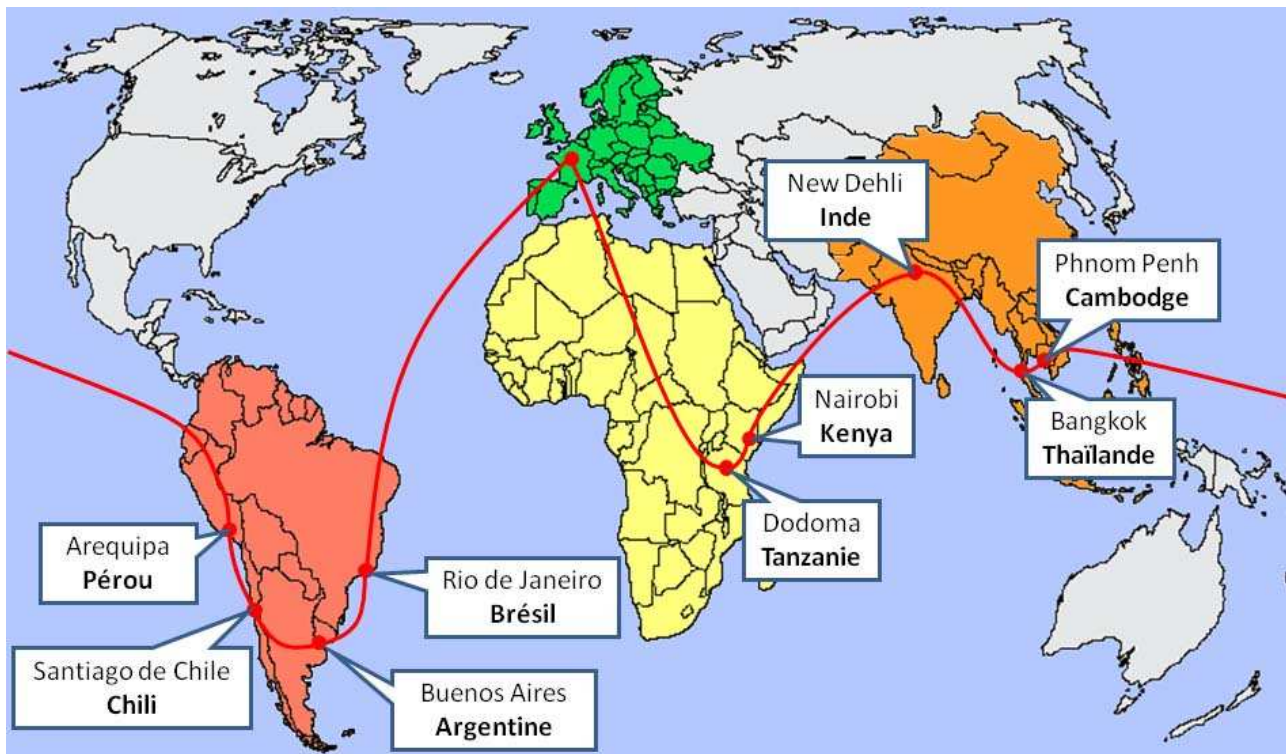 New Dehli
Inde
Phnom Penh
Cambodge
Nairobi
Kenya
Bangkok
Thaïlande
Dodoma
Tanzanie
Arequipa
Pérou
Rio de Janeiro
Brésil
Santiago de Chile
Chili
Buenos Aires
Argentine